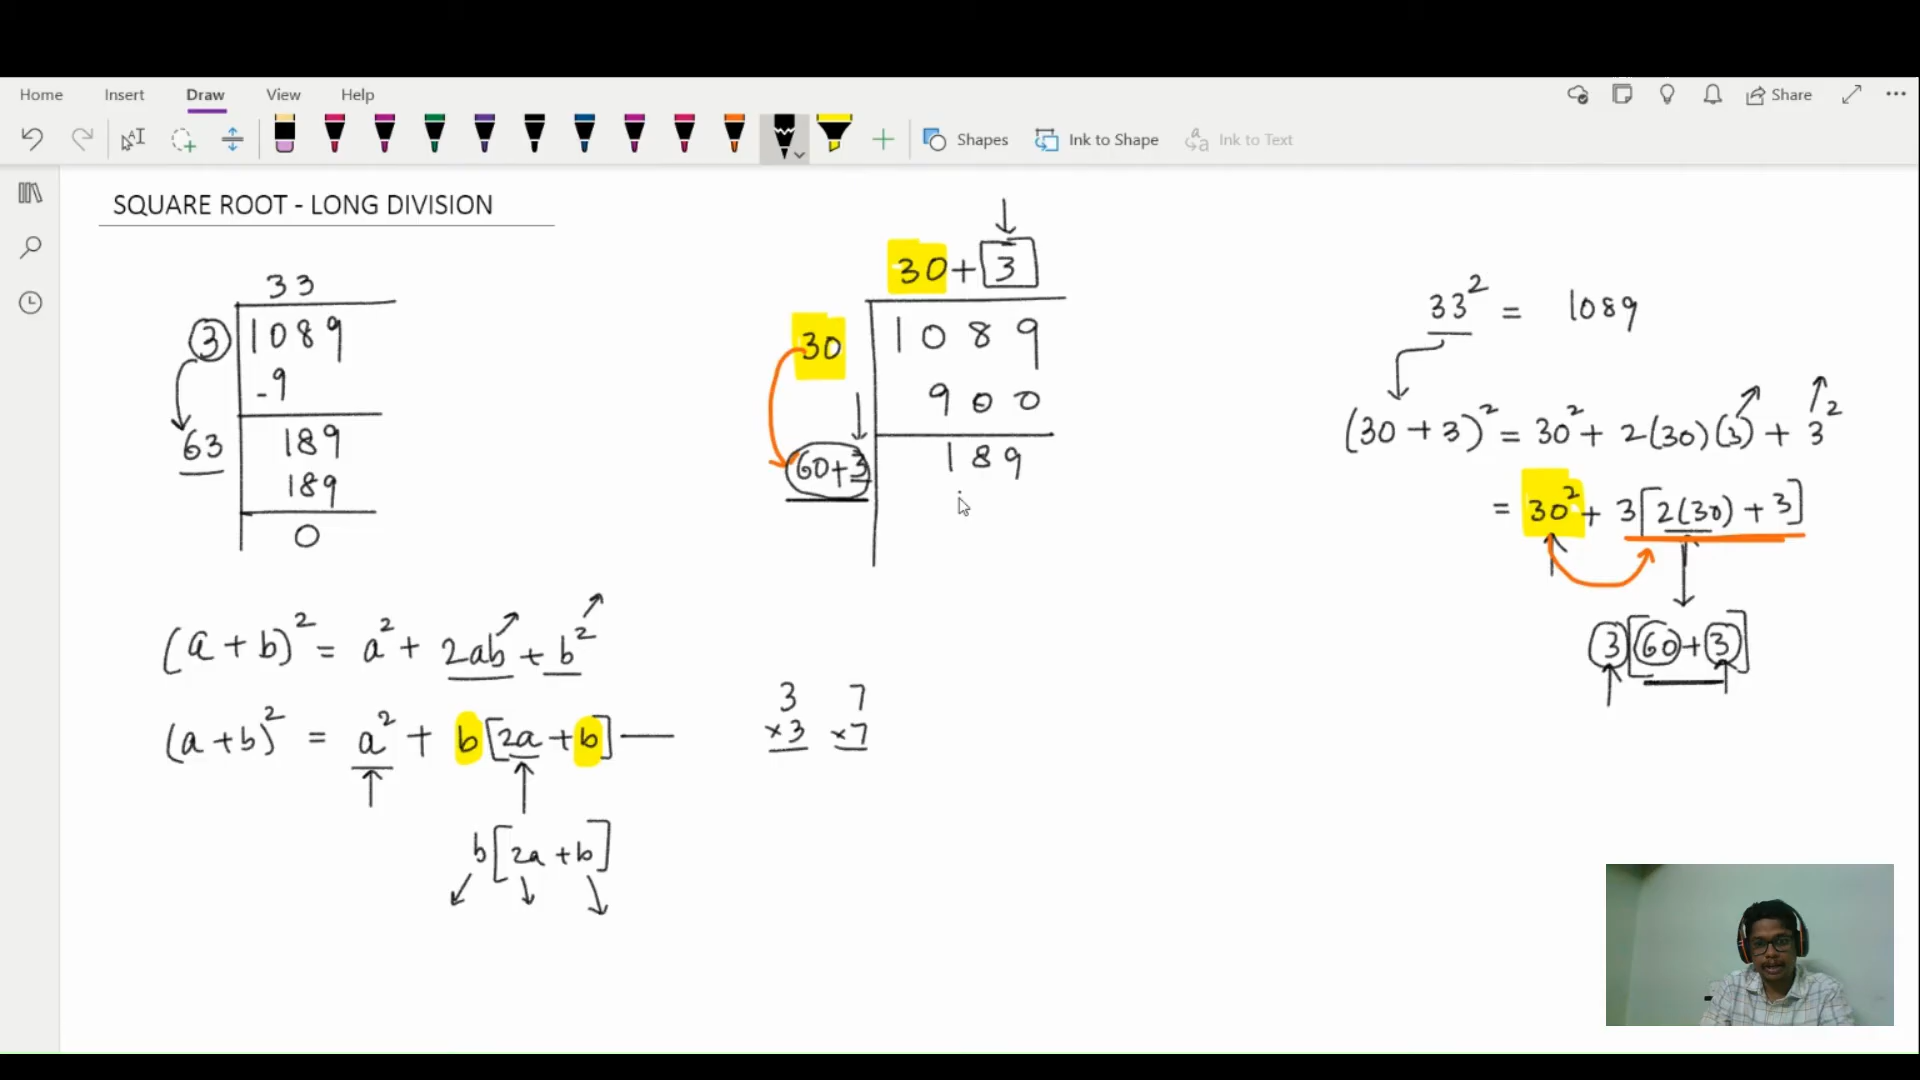 Home Insert Draw View Help Share
Shapes Ink to Shape Ink to Text
SQUARE ROOT - LONG DIVISION
33
3 1089
-9
63 189
189
0
30+3
30 1089
900
60+3 189
33² = 1089
(30+3)² = 30² + 2(30)(3) + 3²
= 30² + 3[2(30) + 3]
3[60+3]
(a+b)² = a² + 2ab + b²
(a+b)² = a² + b[2a+b]
b[2a+b]
3 7
×3 ×7